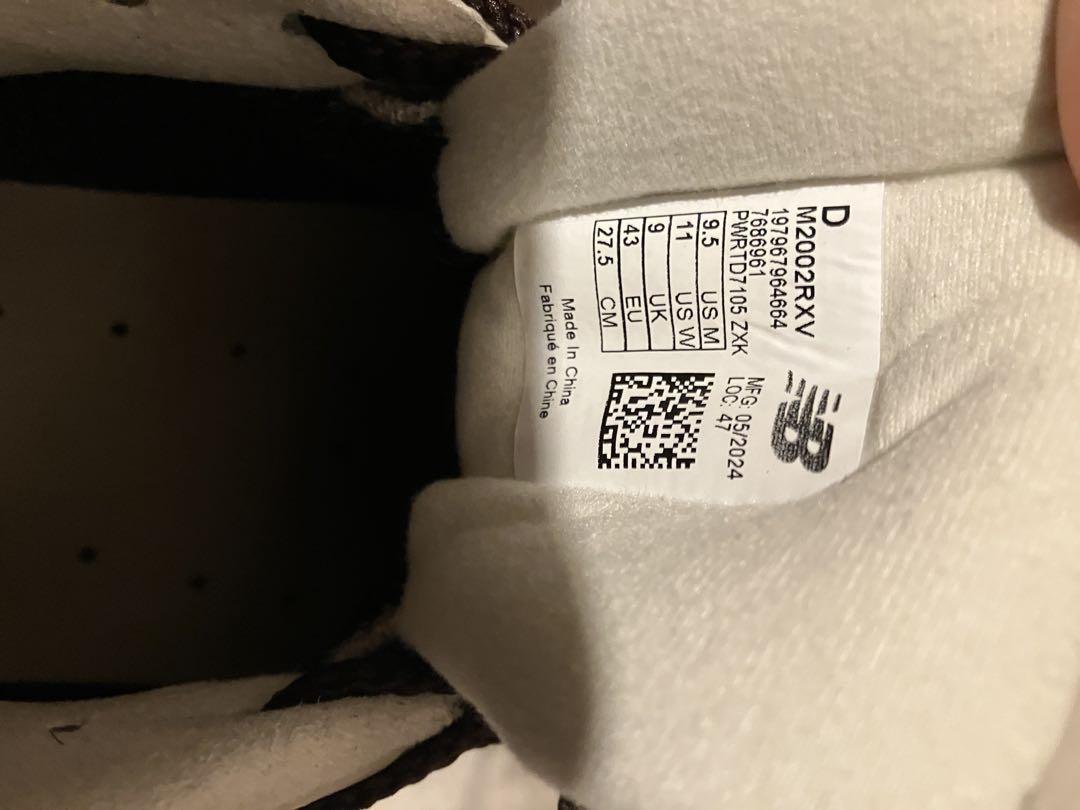 D
M2002RXV
197967964664
7686961
PWRTD7105 ZXK
9.5 US M
11 US W
9 UK
43 EU
27.5 CM
NB
MFG: 05/2024
LOC: 47
Made In China
Fabriqué en Chine